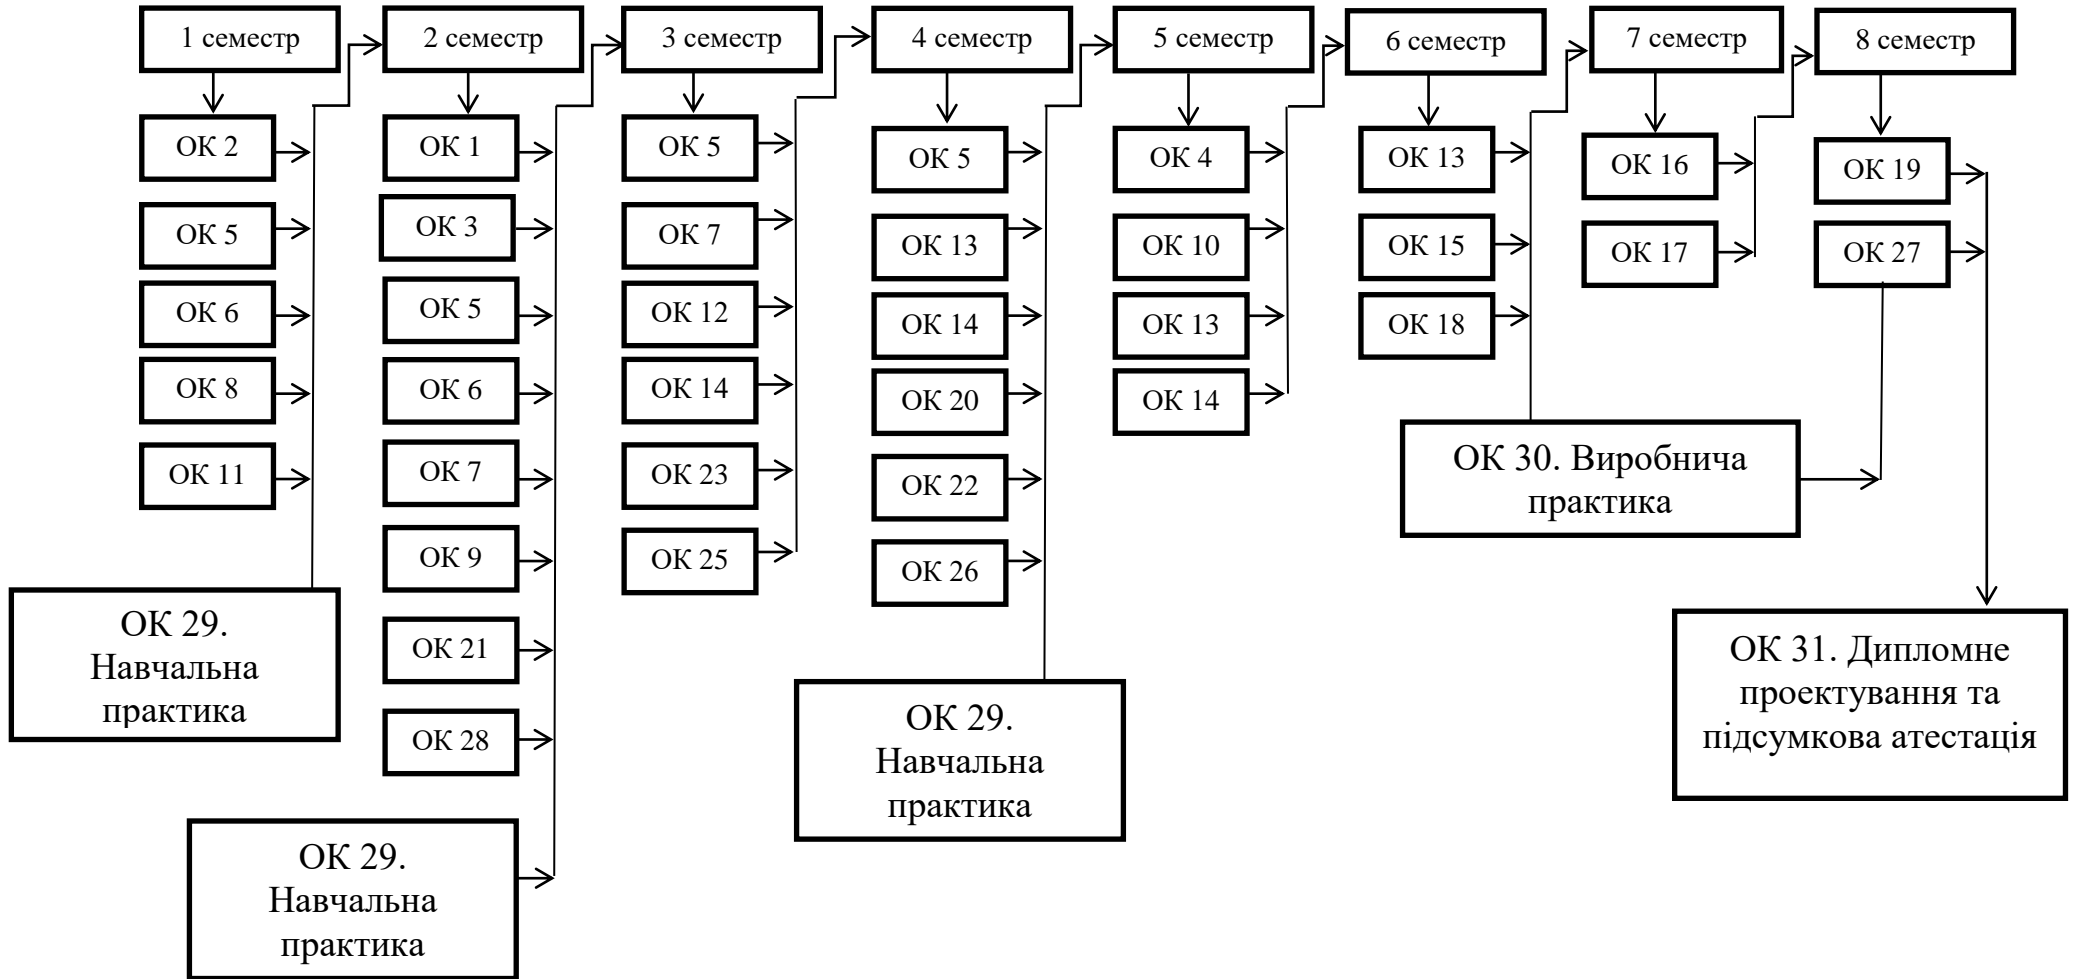 1 семестр
2 семестр
3 семестр
4 семестр
5 семестр
6 семестр
7 семестр
8 семестр
ОК 2
ОК 5
ОК 6
ОК 8
ОК 11
ОК 29.
Навчальна
практика
ОК 1
ОК 3
ОК 5
ОК 6
ОК 7
ОК 9
ОК 21
ОК 28
ОК 29.
Навчальна
практика
ОК 5
ОК 7
ОК 12
ОК 14
ОК 23
ОК 25
ОК 5
ОК 13
ОК 14
ОК 20
ОК 22
ОК 26
ОК 29.
Навчальна
практика
ОК 4
ОК 10
ОК 13
ОК 14
ОК 13
ОК 15
ОК 18
ОК 30. Виробнича
практика
ОК 16
ОК 17
ОК 19
ОК 27
ОК 31. Дипломне
проектування та
підсумкова атестація